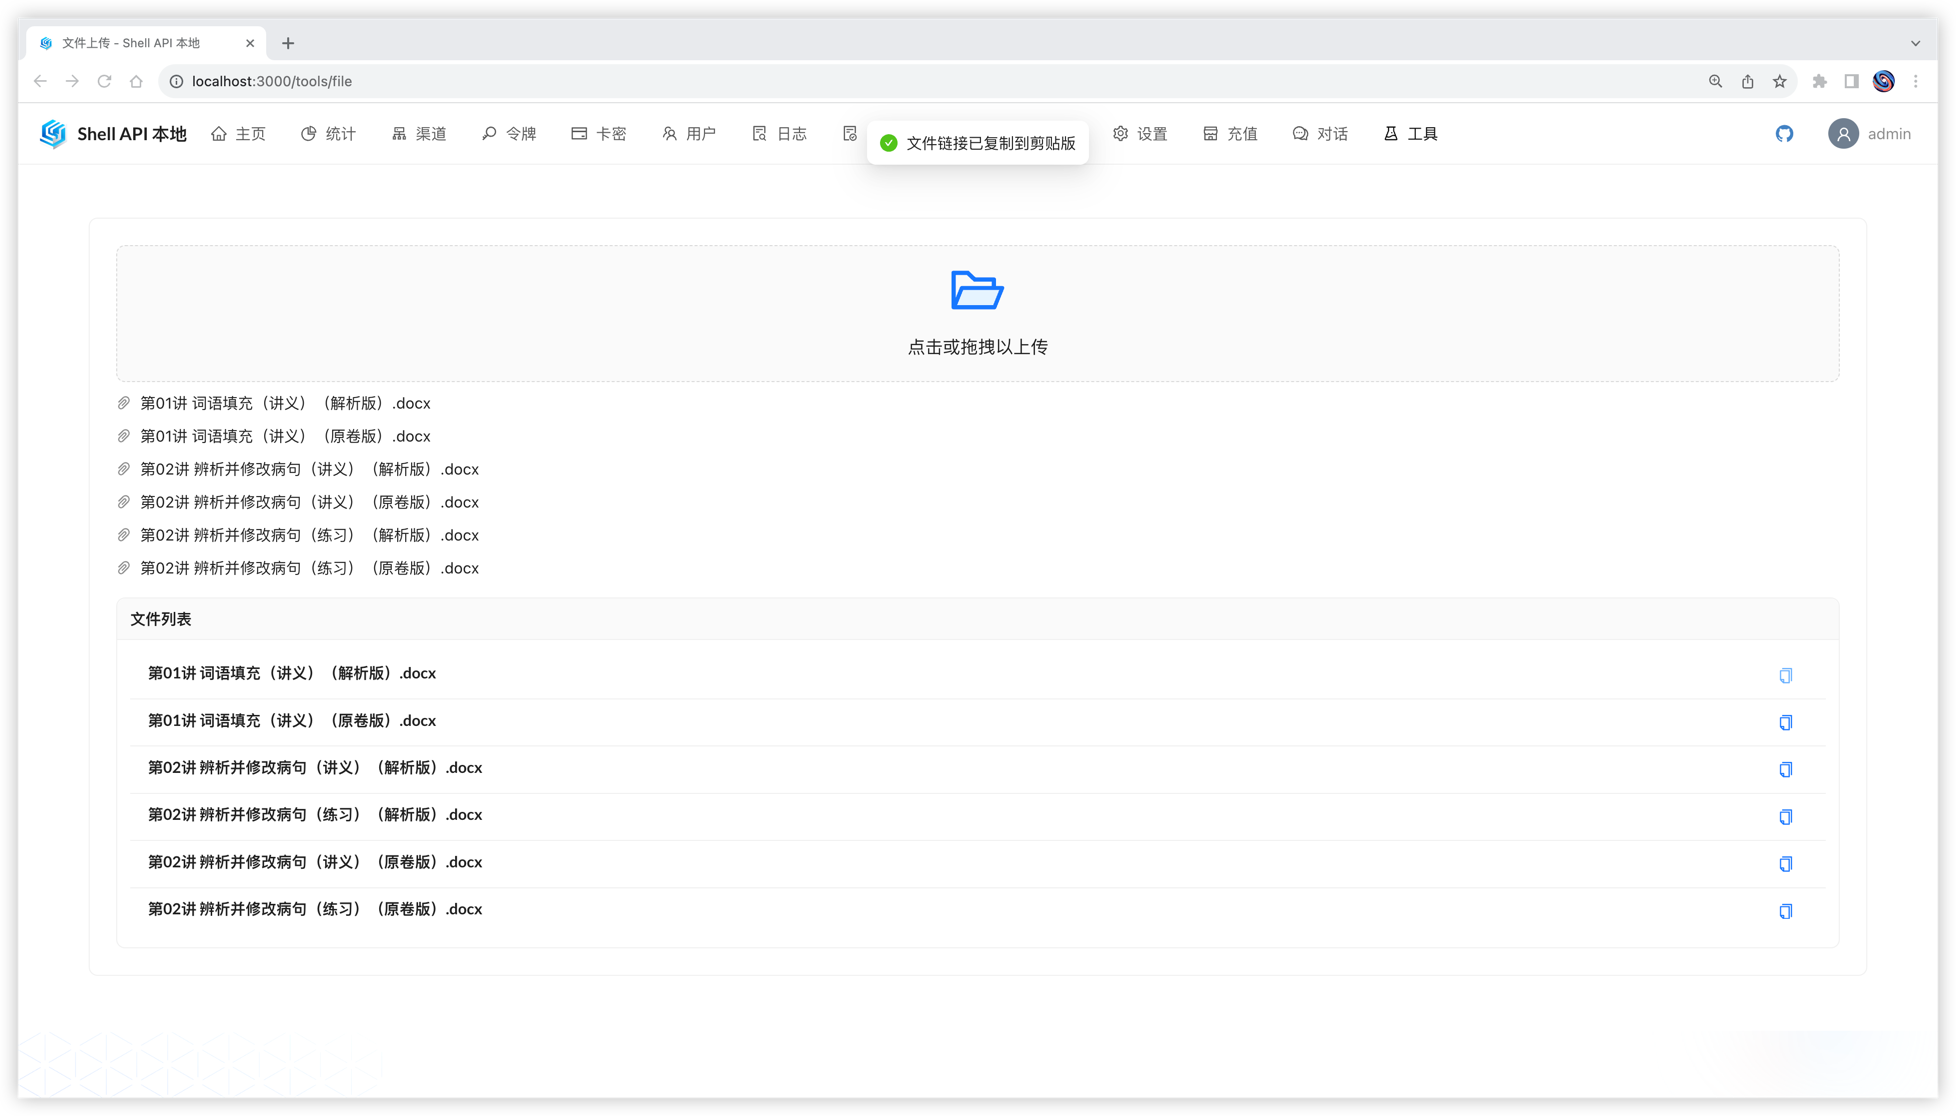 文件上传 - Shell API 本地
localhost:3000/tools/file
Shell API 本地 主页 统计 渠道 令牌 卡密 用户 日志 设置 充值 对话 工具 admin
文件链接已复制到剪贴版
点击或拖拽以上传
第01讲 词语填充（讲义）（解析版）.docx
第01讲 词语填充（讲义）（原卷版）.docx
第02讲 辨析并修改病句（讲义）（解析版）.docx
第02讲 辨析并修改病句（讲义）（原卷版）.docx
第02讲 辨析并修改病句（练习）（解析版）.docx
第02讲 辨析并修改病句（练习）（原卷版）.docx
文件列表
第01讲 词语填充（讲义）（解析版）.docx
第01讲 词语填充（讲义）（原卷版）.docx
第02讲 辨析并修改病句（讲义）（解析版）.docx
第02讲 辨析并修改病句（练习）（解析版）.docx
第02讲 辨析并修改病句（讲义）（原卷版）.docx
第02讲 辨析并修改病句（练习）（原卷版）.docx